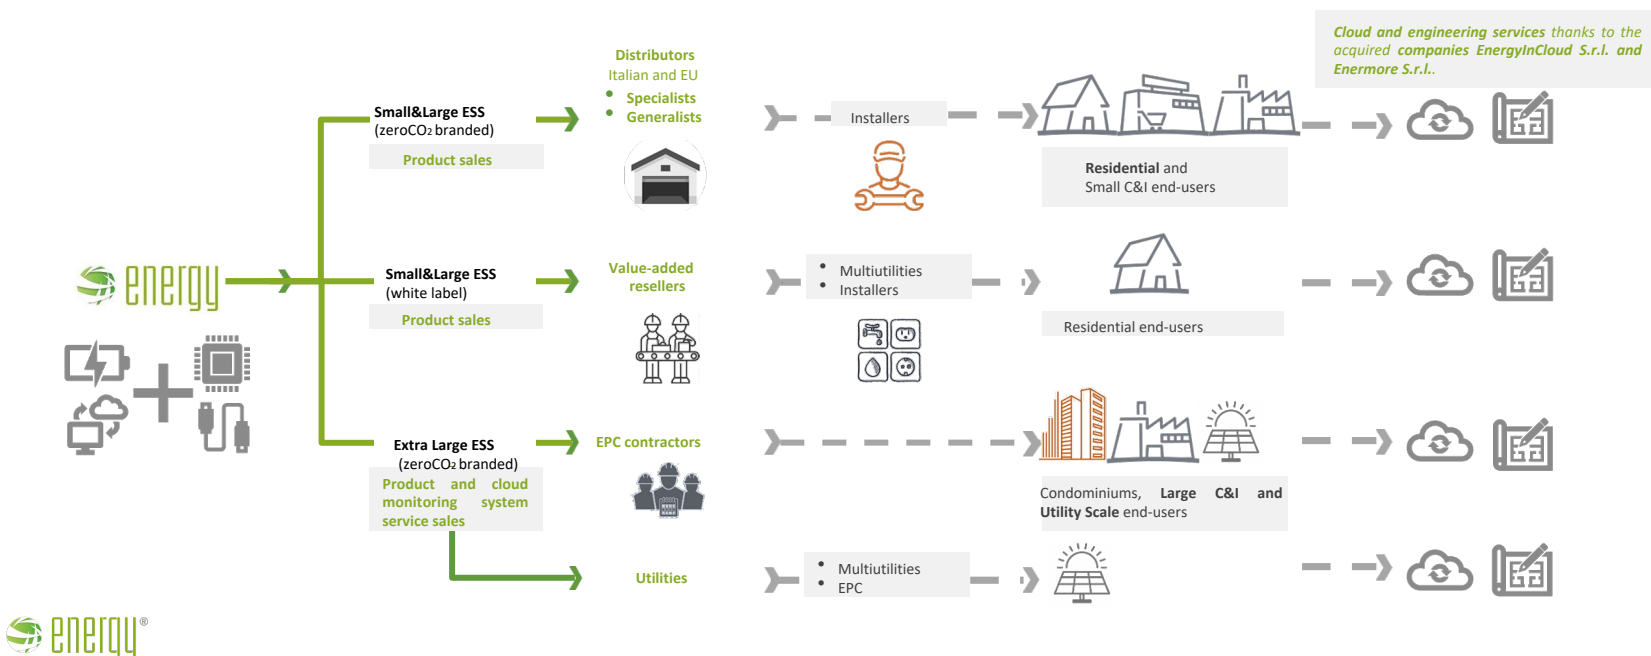 Cloud and engineering services thanks to the
acquired companies EnergyInCloud S.r.l. and
Enermore S.r.l..
Distributors
Italian and EU
• Specialists
• Generalists
Small&Large ESS
(zeroCO₂ branded)
Product sales
Installers
Residential and
Small C&I end-users
energy
Small&Large ESS
(white label)
Product sales
Value-added
resellers
• Multiutilities
• Installers
Residential end-users
Extra Large ESS
(zeroCO₂ branded)
Product and cloud
monitoring system
service sales
EPC contractors
Condominiums, Large C&I and
Utility Scale end-users
Utilities
• Multiutilities
• EPC
energy®